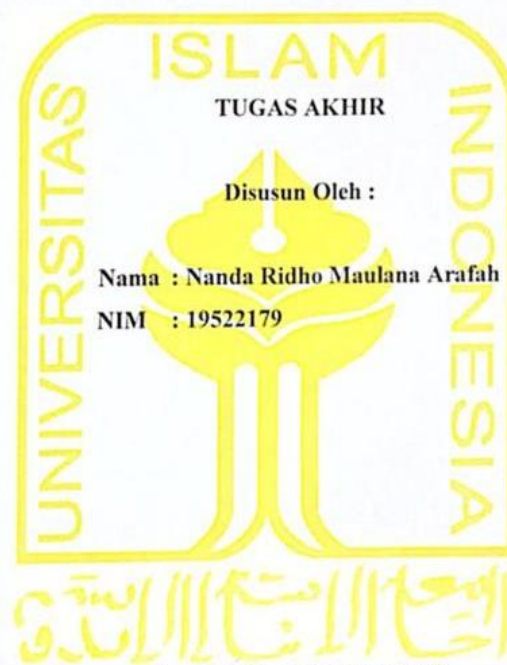 ISLAM
UNIVERSITAS
INDONESIA
TUGAS AKHIR
Disusun Oleh :
Nama : Nanda Ridho Maulana Arafah
NIM : 19522179